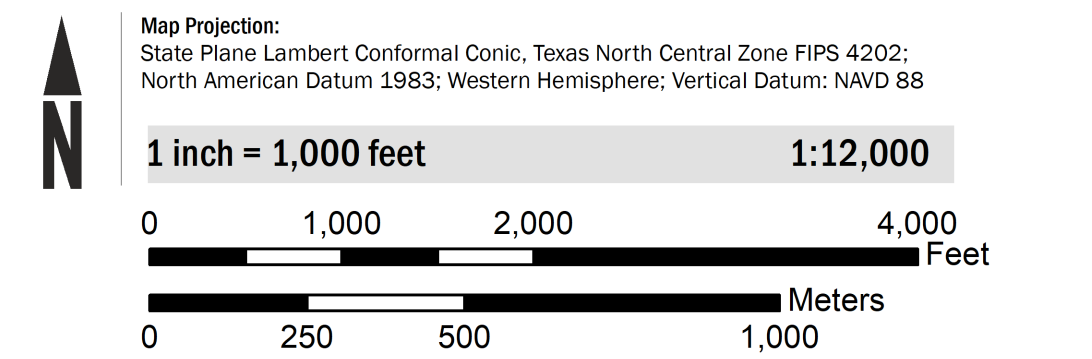 N
Map Projection:
State Plane Lambert Conformal Conic, Texas North Central Zone FIPS 4202;
North American Datum 1983; Western Hemisphere; Vertical Datum: NAVD 88
1 inch = 1,000 feet 1:12,000
0 1,000 2,000 4,000
Feet
Meters
0 250 500 1,000